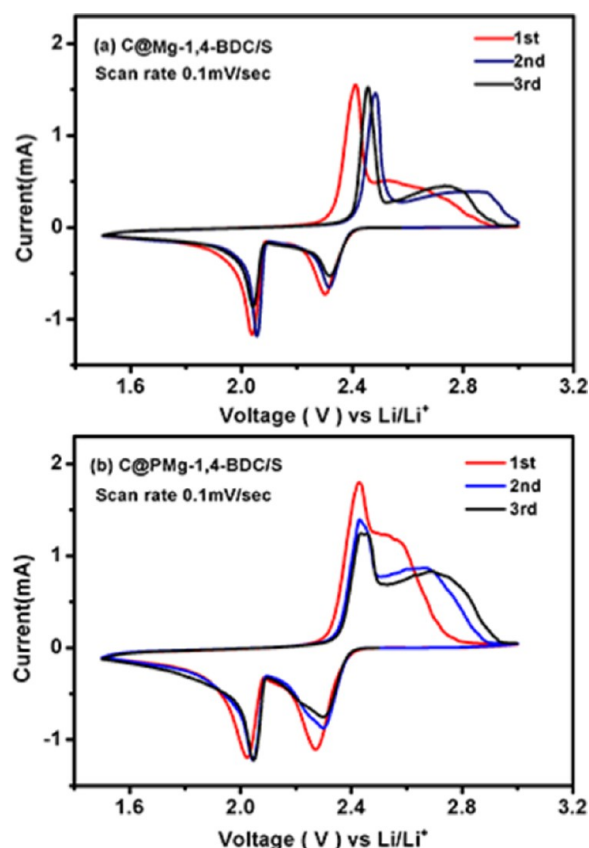 (a) C@Mg-1,4-BDC/S
Scan rate 0.1mV/sec
1st
2nd
3rd
2
1
0
-1
Current(mA)
1.6 2.0 2.4 2.8 3.2
Voltage ( V ) vs Li/Li⁺
(b) C@PMg-1,4-BDC/S
Scan rate 0.1mV/sec
1st
2nd
3rd
2
1
0
-1
Current(mA)
1.6 2.0 2.4 2.8 3.2
Voltage ( V ) vs Li/Li⁺